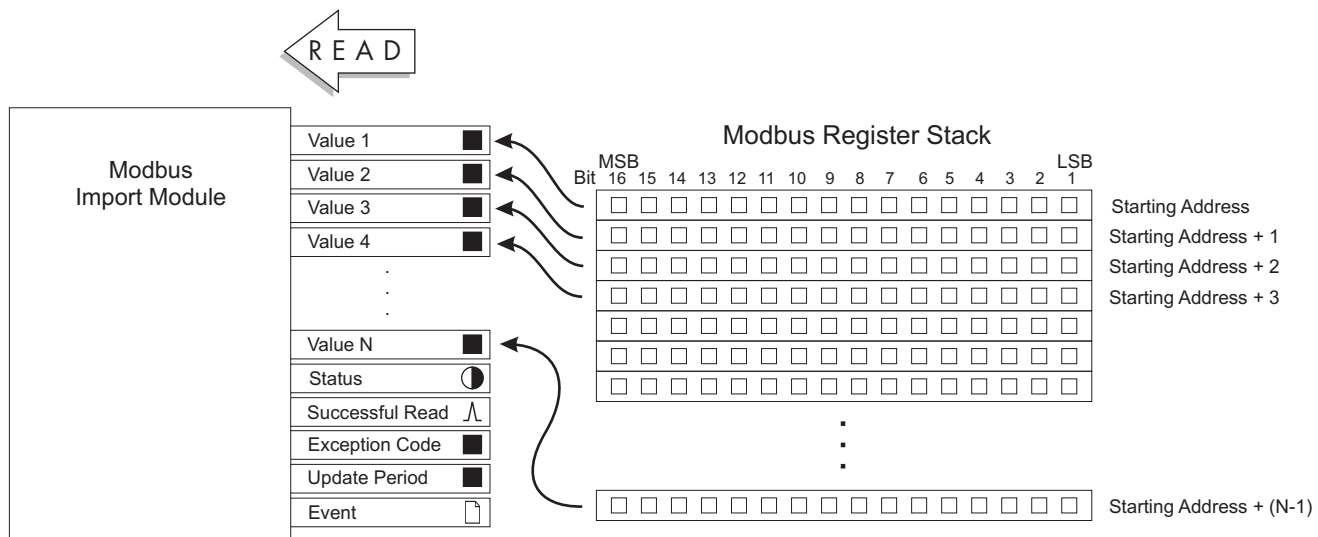 READ
Modbus
Import Module
Value 1
Value 2
Value 3
Value 4
.
.
.
Value N
Status
Successful Read
Exception Code
Update Period
Event
Modbus Register Stack
MSB LSB
Bit 16 15 14 13 12 11 10 9 8 7 6 5 4 3 2 1
Starting Address
Starting Address + 1
Starting Address + 2
Starting Address + 3
.
.
.
Starting Address + (N-1)